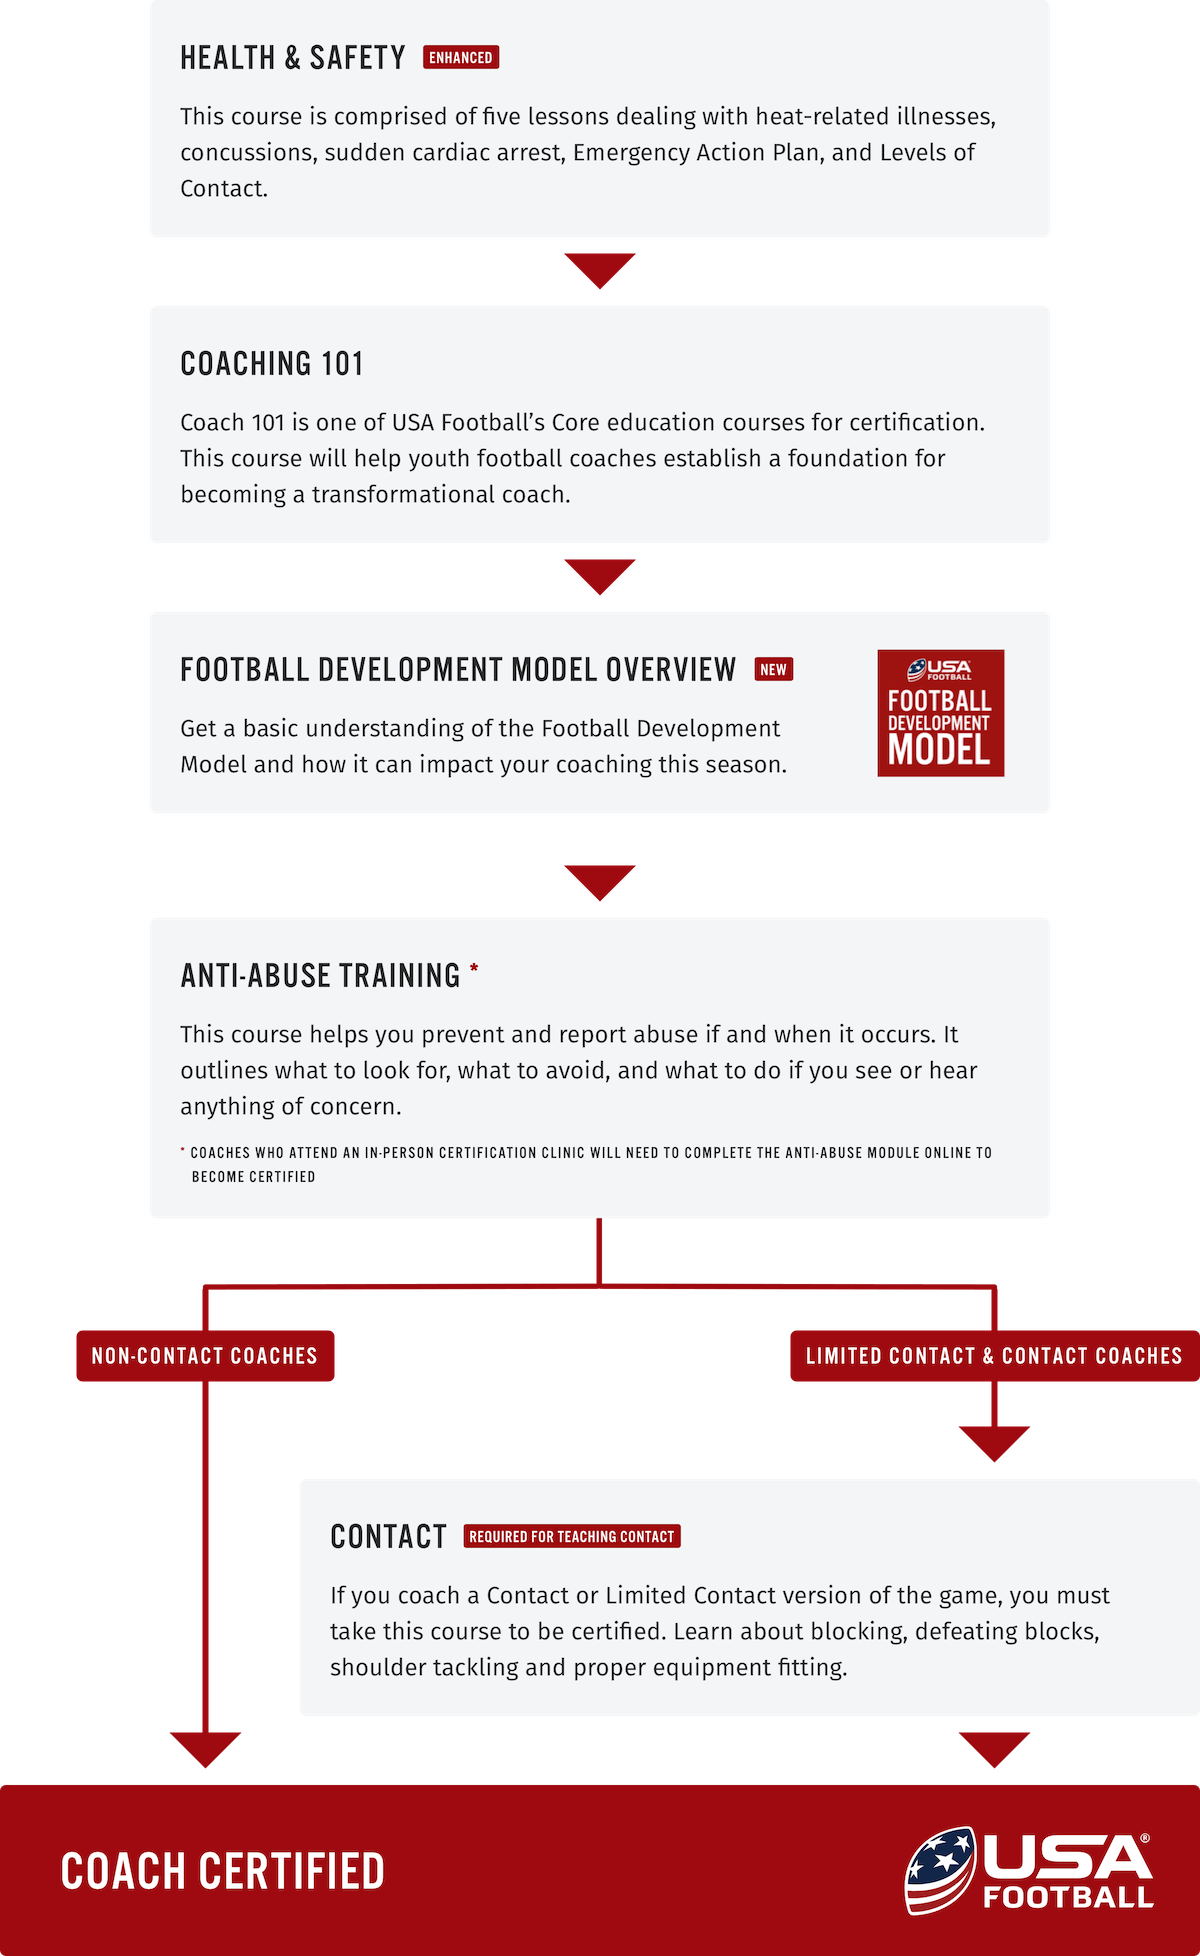 HEALTH & SAFETY ENHANCED
This course is comprised of five lessons dealing with heat-related illnesses,
concussions, sudden cardiac arrest, Emergency Action Plan, and Levels of
Contact.
COACHING 101
Coach 101 is one of USA Football’s Core education courses for certification.
This course will help youth football coaches establish a foundation for
becoming a transformational coach.
FOOTBALL DEVELOPMENT MODEL OVERVIEW NEW
Get a basic understanding of the Football Development
Model and how it can impact your coaching this season.
USA
FOOTBALL
FOOTBALL
DEVELOPMENT
MODEL
ANTI-ABUSE TRAINING *
This course helps you prevent and report abuse if and when it occurs. It
outlines what to look for, what to avoid, and what to do if you see or hear
anything of concern.
* COACHES WHO ATTEND AN IN-PERSON CERTIFICATION CLINIC WILL NEED TO COMPLETE THE ANTI-ABUSE MODULE ONLINE TO
BECOME CERTIFIED
NON-CONTACT COACHES
LIMITED CONTACT & CONTACT COACHES
CONTACT REQUIRED FOR TEACHING CONTACT
If you coach a Contact or Limited Contact version of the game, you must
take this course to be certified. Learn about blocking, defeating blocks,
shoulder tackling and proper equipment fitting.
COACH CERTIFIED
USA®
FOOTBALL